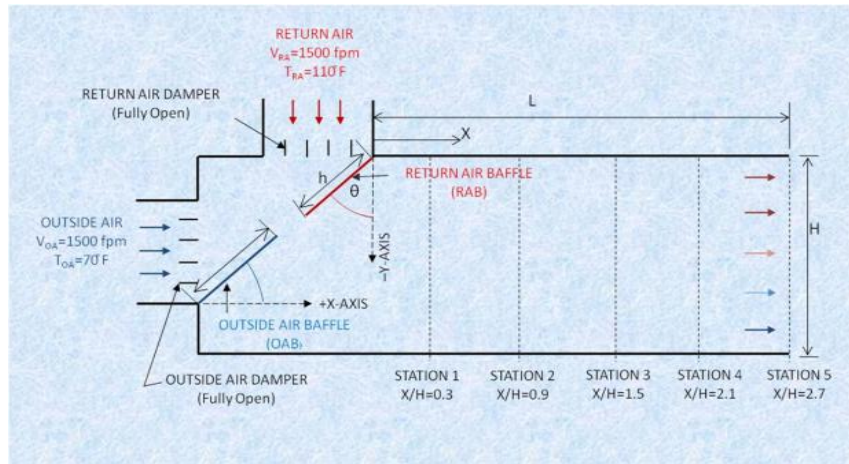 RETURN AIR
V_RA=1500 fpm
T_RA=110°F
RETURN AIR DAMPER
(Fully Open)
L
X
h
θ
RETURN AIR BAFFLE
(RAB)
H
OUTSIDE AIR
V_OA=1500 fpm
T_OA=70°F
–Y-AXIS
+X-AXIS
OUTSIDE AIR BAFFLE
(OAB)
OUTSIDE AIR DAMPER
(Fully Open)
STATION 1
X/H=0.3
STATION 2
X/H=0.9
STATION 3
X/H=1.5
STATION 4
X/H=2.1
STATION 5
X/H=2.7